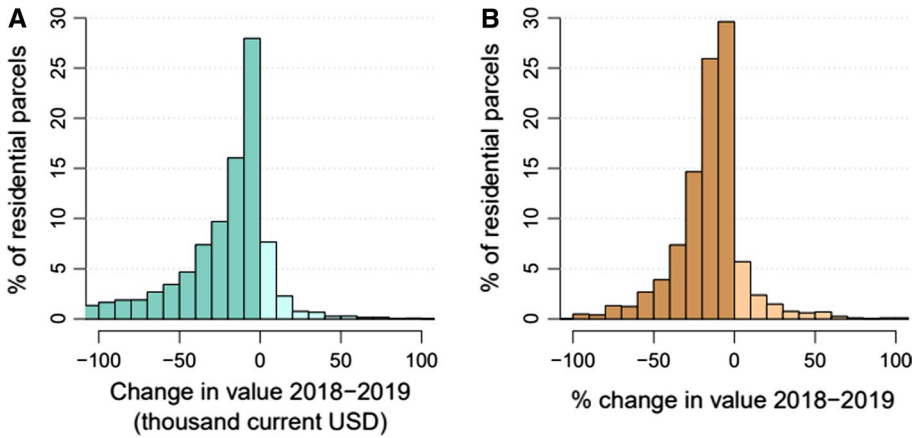 A
% of residential parcels
30
25
20
15
10
5
0
−100 −50 0 50 100
Change in value 2018−2019
(thousand current USD)
B
% of residential parcels
30
25
20
15
10
5
0
−100 −50 0 50 100
% change in value 2018−2019